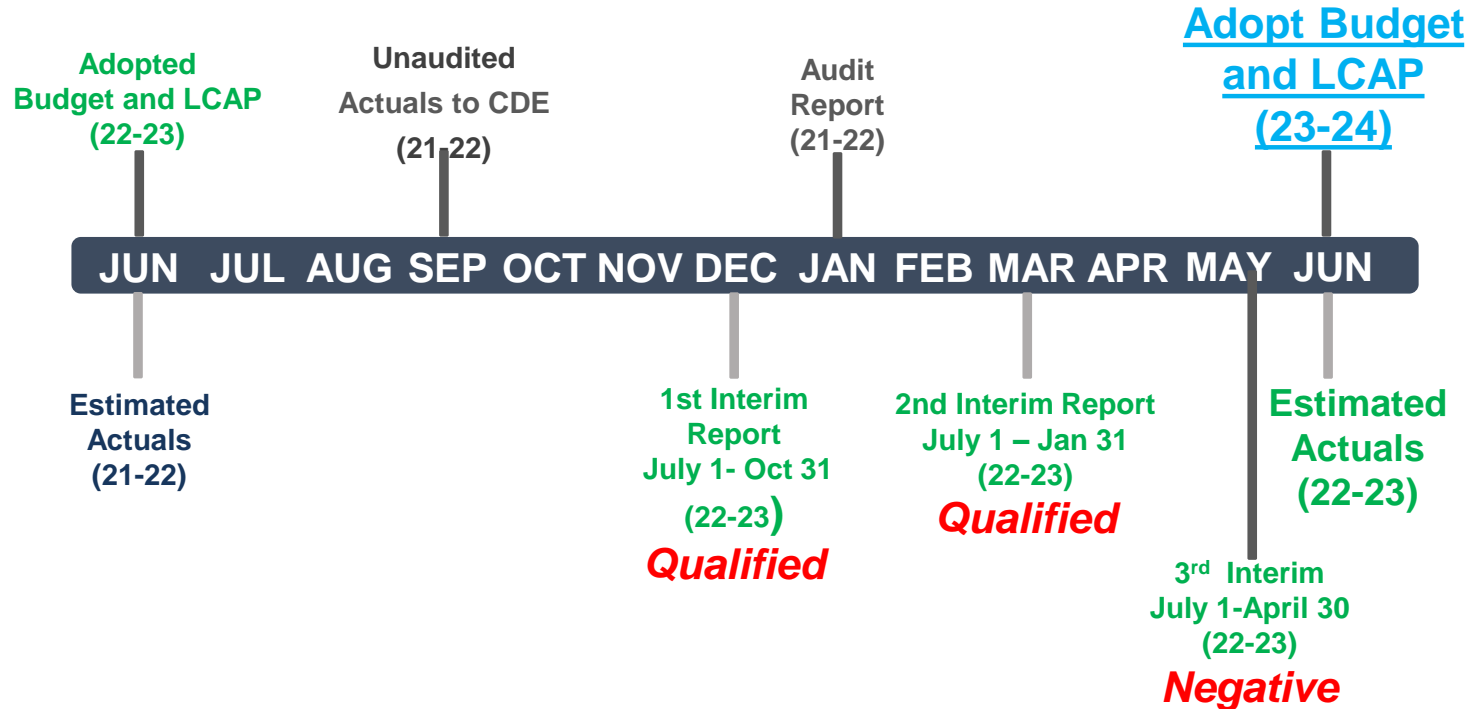 Adopted
Budget and LCAP
(22-23)
Unaudited
Actuals to CDE
(21-22)
Audit
Report
(21-22)
Adopt Budget
and LCAP
(23-24)
JUN JUL AUG SEP OCT NOV DEC JAN FEB MAR APR MAY JUN
Estimated
Actuals
(21-22)
1st Interim
Report
July 1- Oct 31
(22-23)
Qualified
2nd Interim Report
July 1 – Jan 31
(22-23)
Qualified
3rd Interim
July 1-April 30
(22-23)
Negative
Estimated
Actuals
(22-23)